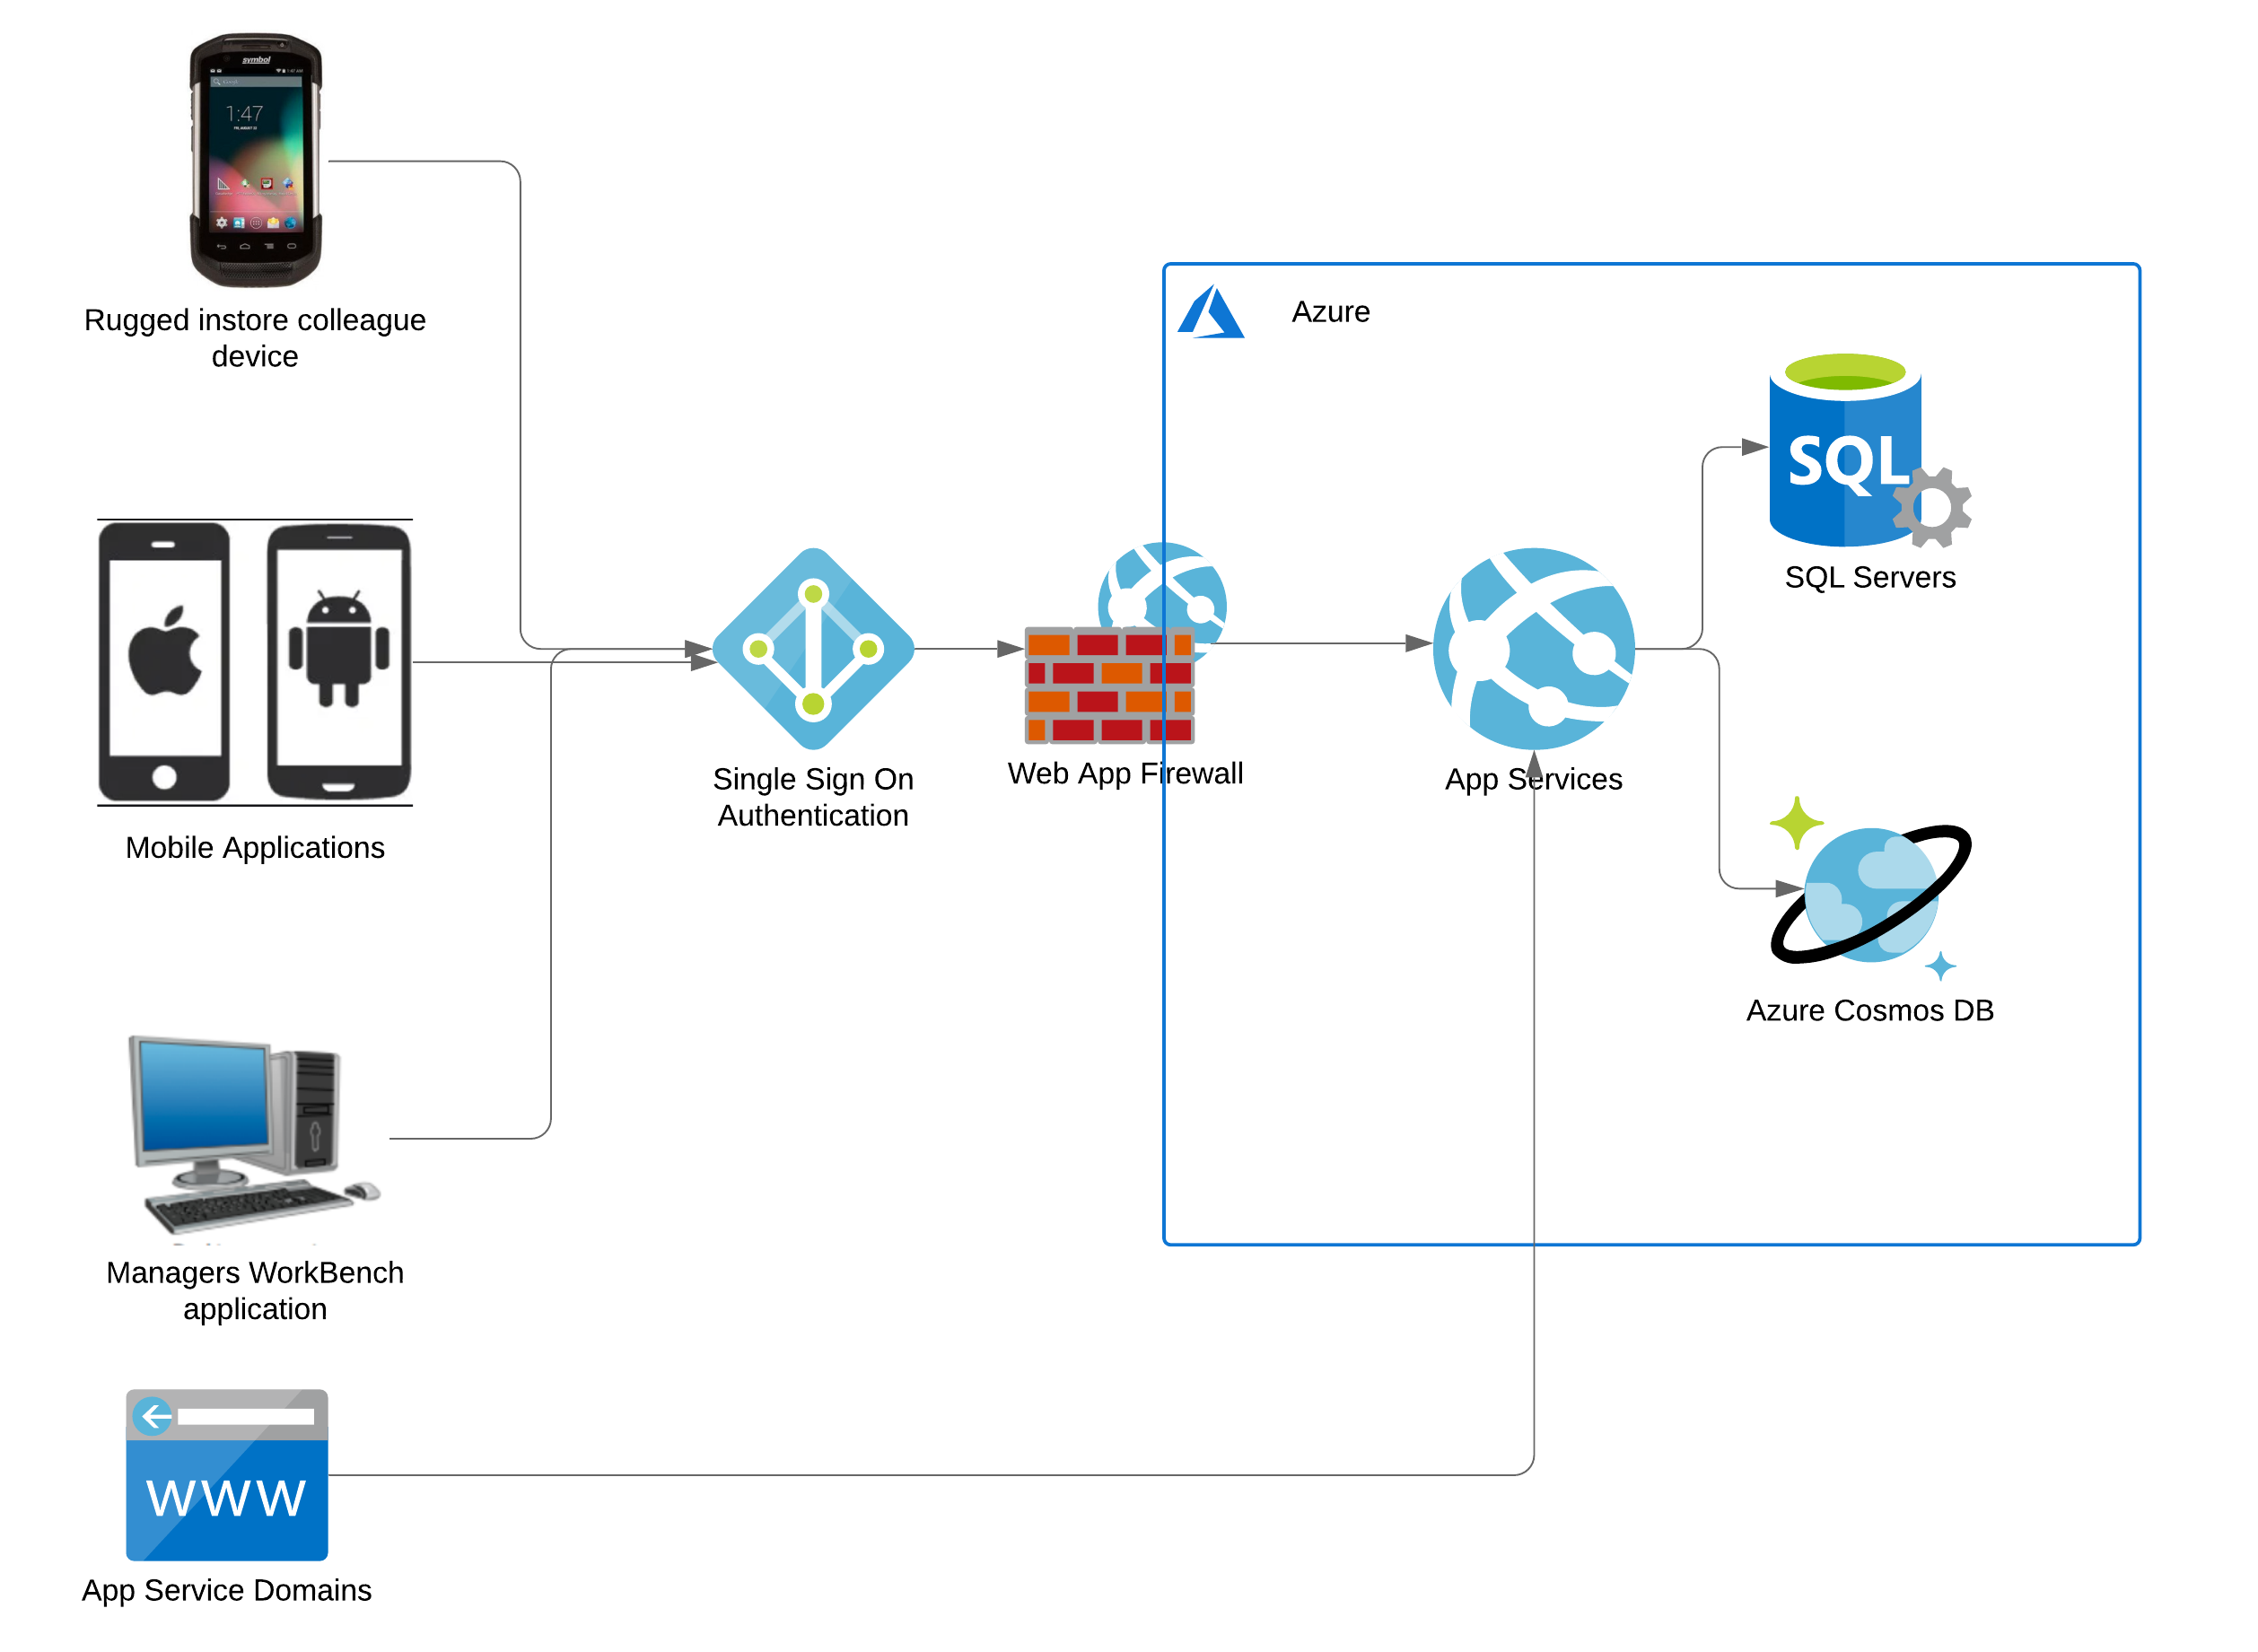 symbol
1:47
Rugged instore colleague
device
Azure
SQL
SQL Servers
Mobile Applications
Single Sign On
Authentication
Web App Firewall
App Services
Azure Cosmos DB
Managers WorkBench
application
www
App Service Domains